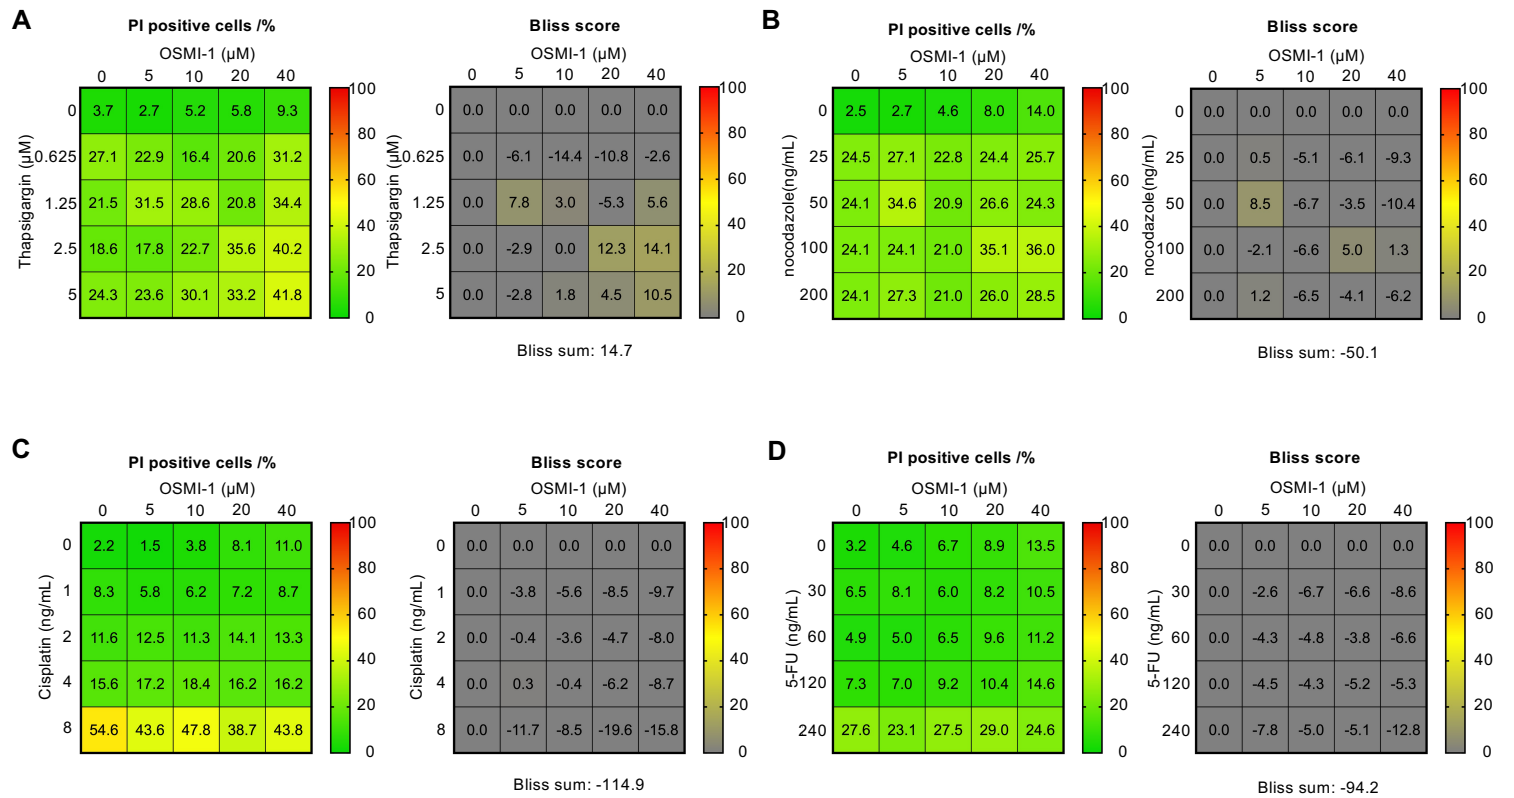 A
PI positive cells /%
OSMI-1 (µM)
0 5 10 20 40
Thapsigargin (µM)
0 3.7 2.7 5.2 5.8 9.3
0.625 27.1 22.9 16.4 20.6 31.2
1.25 21.5 31.5 28.6 20.8 34.4
2.5 18.6 17.8 22.7 35.6 40.2
5 24.3 23.6 30.1 33.2 41.8
100
80
60
40
20
0
Bliss score
OSMI-1 (µM)
0 5 10 20 40
Thapsigargin (µM)
0 0.0 0.0 0.0 0.0 0.0
0.625 0.0 -6.1 -14.4 -10.8 -2.6
1.25 0.0 7.8 3.0 -5.3 5.6
2.5 0.0 -2.9 0.0 12.3 14.1
5 0.0 -2.8 1.8 4.5 10.5
100
80
60
40
20
0
Bliss sum: 14.7
B
PI positive cells /%
OSMI-1 (µM)
0 5 10 20 40
nocodazole(ng/mL)
0 2.5 2.7 4.6 8.0 14.0
25 24.5 27.1 22.8 24.4 25.7
50 24.1 34.6 20.9 26.6 24.3
100 24.1 24.1 21.0 35.1 36.0
200 24.1 27.3 21.0 26.0 28.5
100
80
60
40
20
0
Bliss score
OSMI-1 (µM)
0 5 10 20 40
nocodazole(ng/mL)
0 0.0 0.0 0.0 0.0 0.0
25 0.0 0.5 -5.1 -6.1 -9.3
50 0.0 8.5 -6.7 -3.5 -10.4
100 0.0 -2.1 -6.6 5.0 1.3
200 0.0 1.2 -6.5 -4.1 -6.2
100
80
60
40
20
0
Bliss sum: -50.1
C
PI positive cells /%
OSMI-1 (µM)
0 5 10 20 40
Cisplatin (ng/mL)
0 2.2 1.5 3.8 8.1 11.0
1 8.3 5.8 6.2 7.2 8.7
2 11.6 12.5 11.3 14.1 13.3
4 15.6 17.2 18.4 16.2 16.2
8 54.6 43.6 47.8 38.7 43.8
100
80
60
40
20
0
Bliss score
OSMI-1 (µM)
0 5 10 20 40
Cisplatin (ng/mL)
0 0.0 0.0 0.0 0.0 0.0
1 0.0 -3.8 -5.6 -8.5 -9.7
2 0.0 -0.4 -3.6 -4.7 -8.0
4 0.0 0.3 -0.4 -6.2 -8.7
8 0.0 -11.7 -8.5 -19.6 -15.8
100
80
60
40
20
0
Bliss sum: -114.9
D
PI positive cells /%
OSMI-1 (µM)
0 5 10 20 40
5-FU (ng/mL)
0 3.2 4.6 6.7 8.9 13.5
30 6.5 8.1 6.0 8.2 10.5
60 4.9 5.0 6.5 9.6 11.2
120 7.3 7.0 9.2 10.4 14.6
240 27.6 23.1 27.5 29.0 24.6
100
80
60
40
20
0
Bliss score
OSMI-1 (µM)
0 5 10 20 40
5-FU (ng/mL)
0 0.0 0.0 0.0 0.0 0.0
30 0.0 -2.6 -6.7 -6.6 -8.6
60 0.0 -4.3 -4.8 -3.8 -6.6
120 0.0 -4.5 -4.3 -5.2 -5.3
240 0.0 -7.8 -5.0 -5.1 -12.8
100
80
60
40
20
0
Bliss sum: -94.2